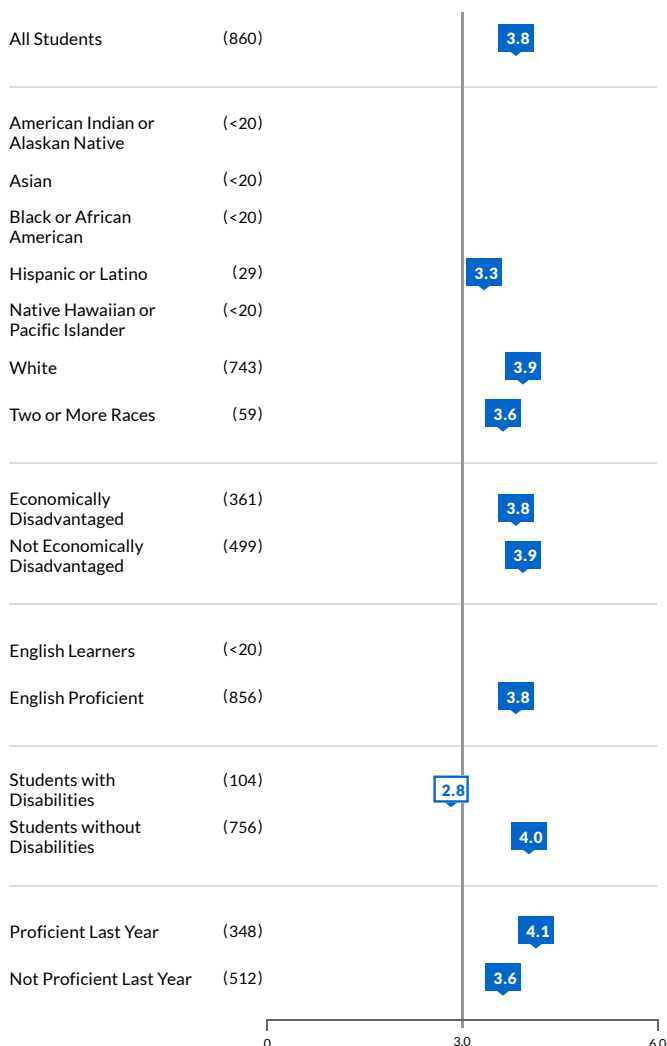 All Students (860) 3.8
American Indian or (<20)
Alaskan Native
Asian (<20)
Black or African (<20)
American
Hispanic or Latino (29) 3.3
Native Hawaiian or (<20)
Pacific Islander
White (743) 3.9
Two or More Races (59) 3.6
Economically (361) 3.8
Disadvantaged
Not Economically (499) 3.9
Disadvantaged
English Learners (<20)
English Proficient (856) 3.8
Students with (104) 2.8
Disabilities
Students without (756) 4.0
Disabilities
Proficient Last Year (348) 4.1
Not Proficient Last Year (512) 3.6
0 3.0 6.0